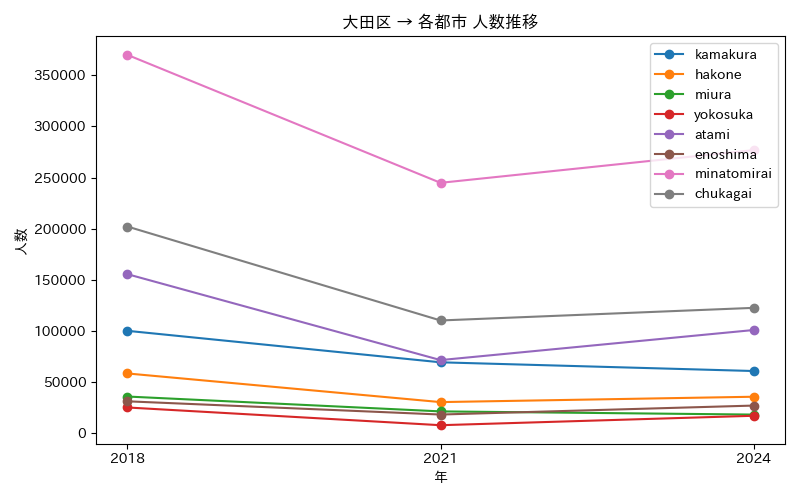 大田区 → 各都市 人数推移
人数
350000
300000
250000
200000
150000
100000
50000
0
2018
2021
2024
年
kamakura
hakone
miura
yokosuka
atami
enoshima
minatomirai
chukagai